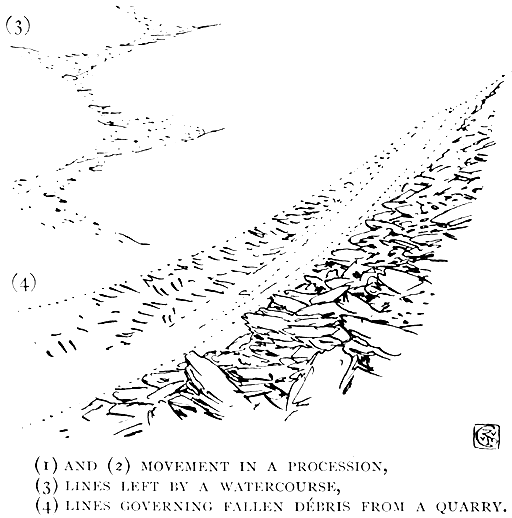 (3)
(4)
(1) AND (2) MOVEMENT IN A PROCESSION,
(3) LINES LEFT BY A WATERCOURSE,
(4) LINES GOVERNING FALLEN DÉBRIS FROM A QUARRY.